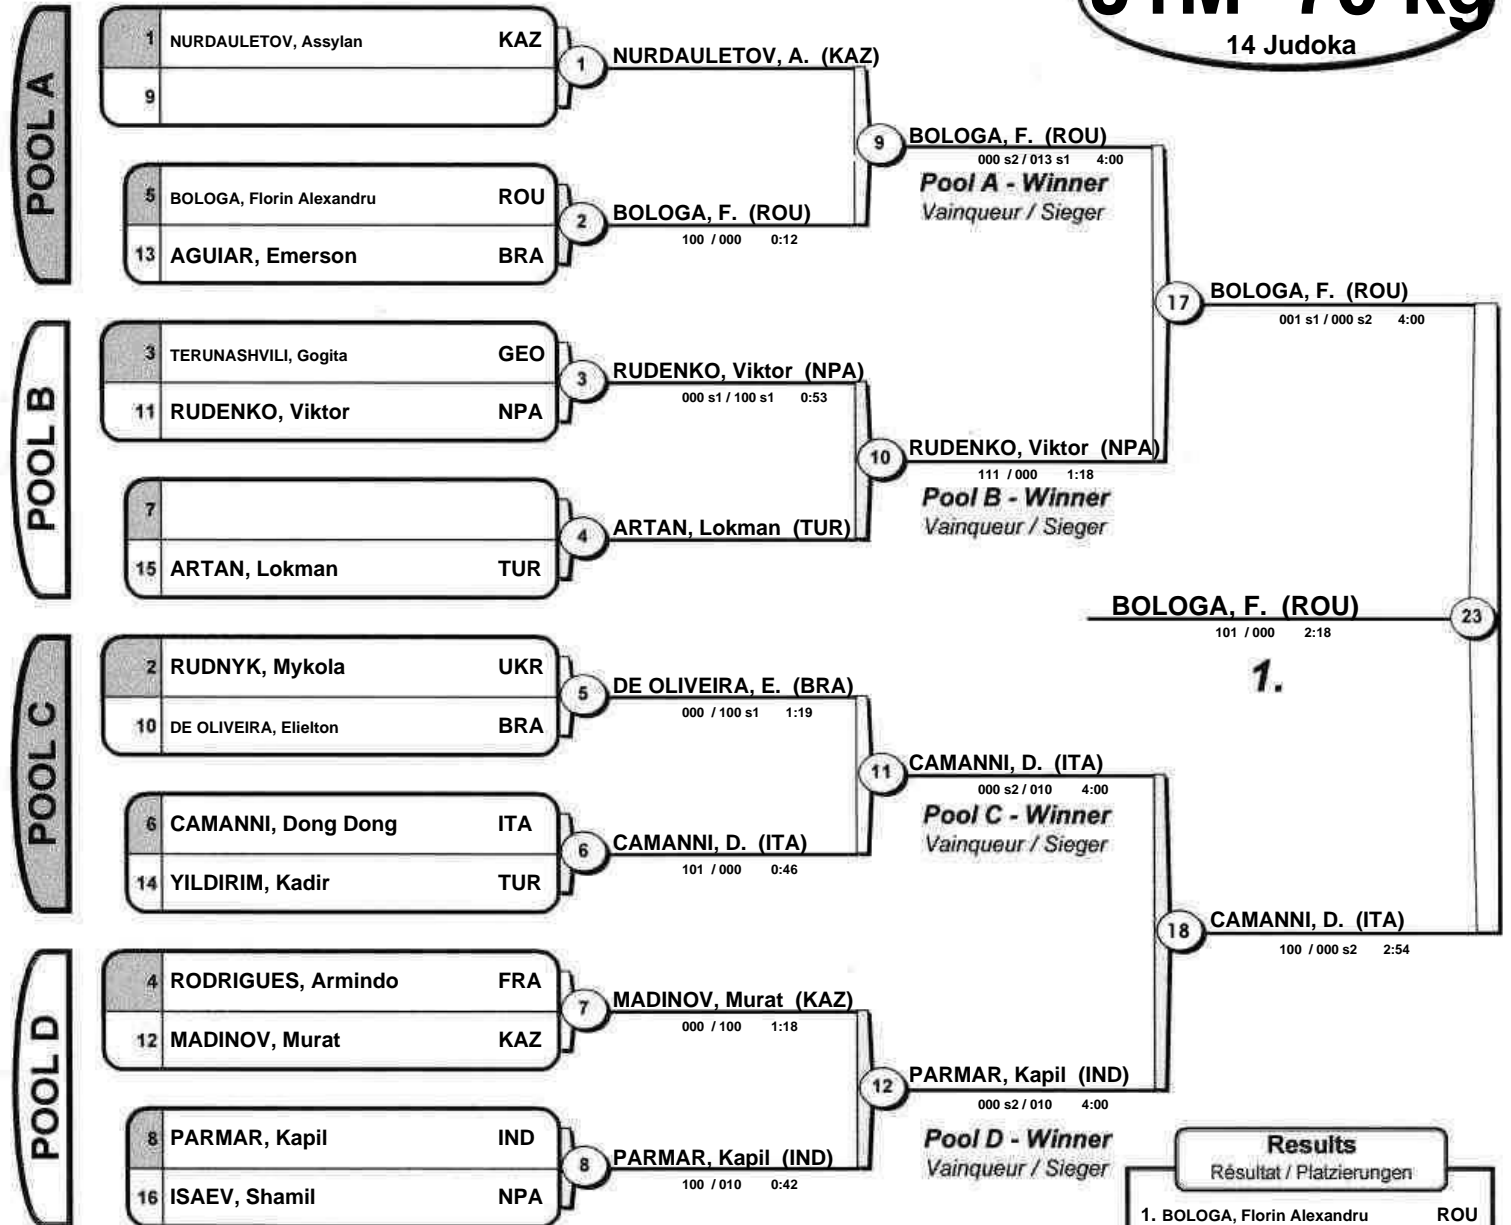 14 Judoka
POOL A
1 NURDAULETOV, Assylan KAZ
9
1
NURDAULETOV, A. (KAZ)
5 BOLOGA, Florin Alexandru ROU
13 AGUIAR, Emerson BRA
2
BOLOGA, F. (ROU)
100 / 000 0:12
9
BOLOGA, F. (ROU)
000 s2 / 013 s1 4:00
Pool A - Winner
Vainqueur / Sieger
POOL B
3 TERUNASHVILI, Gogita GEO
11 RUDENKO, Viktor NPA
3
RUDENKO, Viktor (NPA)
000 s1 / 100 s1 0:53
7
15 ARTAN, Lokman TUR
4
ARTAN, Lokman (TUR)
10
RUDENKO, Viktor (NPA)
111 / 000 1:18
Pool B - Winner
Vainqueur / Sieger
17
BOLOGA, F. (ROU)
001 s1 / 000 s2 4:00
POOL C
2 RUDNYK, Mykola UKR
10 DE OLIVEIRA, Elielton BRA
5
DE OLIVEIRA, E. (BRA)
000 / 100 s1 1:19
6 CAMANNI, Dong Dong ITA
14 YILDIRIM, Kadir TUR
6
CAMANNI, D. (ITA)
101 / 000 0:46
11
CAMANNI, D. (ITA)
000 s2 / 010 4:00
Pool C - Winner
Vainqueur / Sieger
POOL D
4 RODRIGUES, Armindo FRA
12 MADINOV, Murat KAZ
7
MADINOV, Murat (KAZ)
000 / 100 1:18
8 PARMAR, Kapil IND
16 ISAEV, Shamil NPA
8
PARMAR, Kapil (IND)
100 / 010 0:42
12
PARMAR, Kapil (IND)
000 s2 / 010 4:00
Pool D - Winner
Vainqueur / Sieger
18
CAMANNI, D. (ITA)
100 / 000 s2 2:54
23
BOLOGA, F. (ROU)
101 / 000 2:18
1.
Results
Résultat / Platzierungen
1. BOLOGA, Florin Alexandru ROU